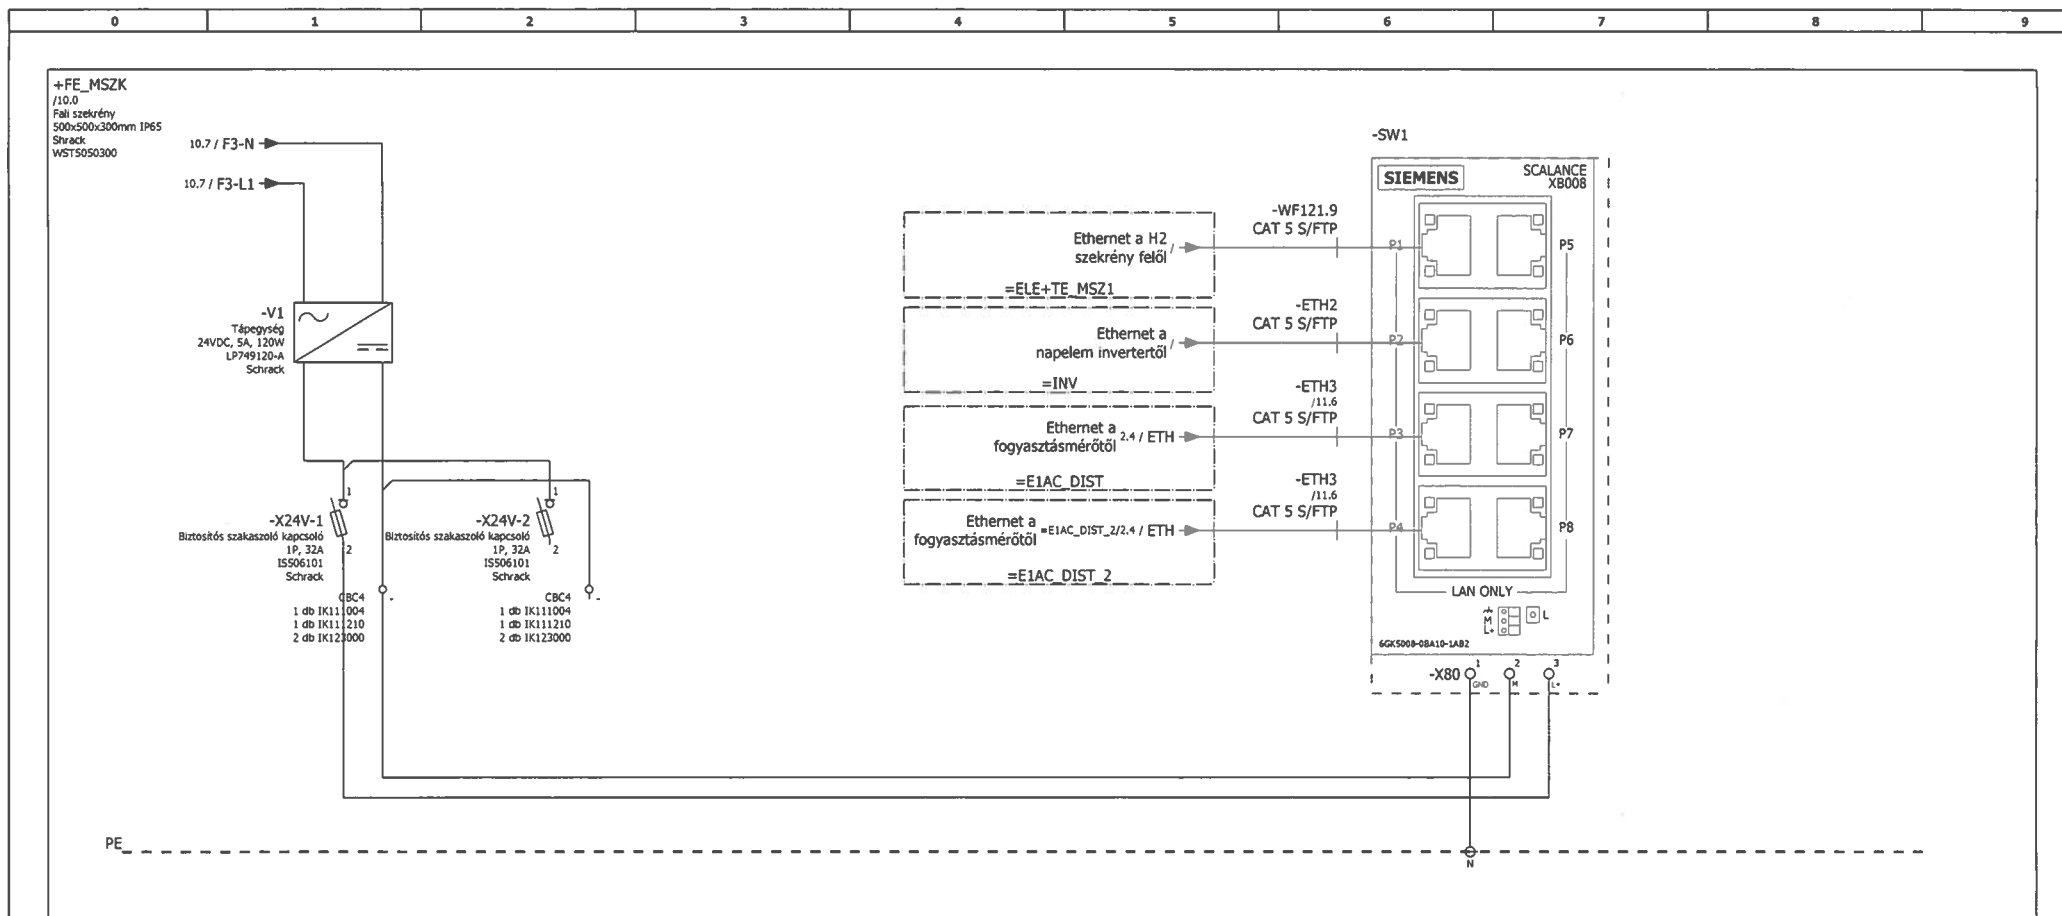 0 1 2 3 4 5 6 7 8 9
+FE_MSZK
/10.0
Fali szekrény
500x500x300mm IP65
Shrack
WST5050300
10.7 / F3-N
10.7 / F3-L1
-V1
Tápegység
24VDC, 5A, 120W
LP749120-A
Schrack
-X24V-1
Biztosítós szakaszoló kapcsoló
1P, 32A
IS506101
Schrack
1
2
CBC4
1 db IK111004
1 db IK111210
2 db IK123000
-
-X24V-2
Biztosítós szakaszoló kapcsoló
1P, 32A
IS506101
Schrack
1
2
CBC4
1 db IK111004
1 db IK111210
2 db IK123000
-
Ethernet a H2
szekrény felől /
=ELE+TE_MSZ1
-WF121.9
CAT 5 S/FTP
Ethernet a
napelem invertertől /
=INV
-ETH2
CAT 5 S/FTP
Ethernet a
fogyasztásmérőtől 2.4 / ETH
=E1AC_DIST
-ETH3
/11.6
CAT 5 S/FTP
Ethernet a
fogyasztásmérőtől =E1AC_DIST_2/2.4 / ETH
=E1AC_DIST_2
-ETH3
/11.6
CAT 5 S/FTP
-SW1
SIEMENS
SCALANCE
XB008
P1 P5
P2 P6
P3 P7
P4 P8
LAN ONLY
M
L+
L
6GK5008-0BA10-1AB2
-X80
1 2 3
GND M L+
PE
N